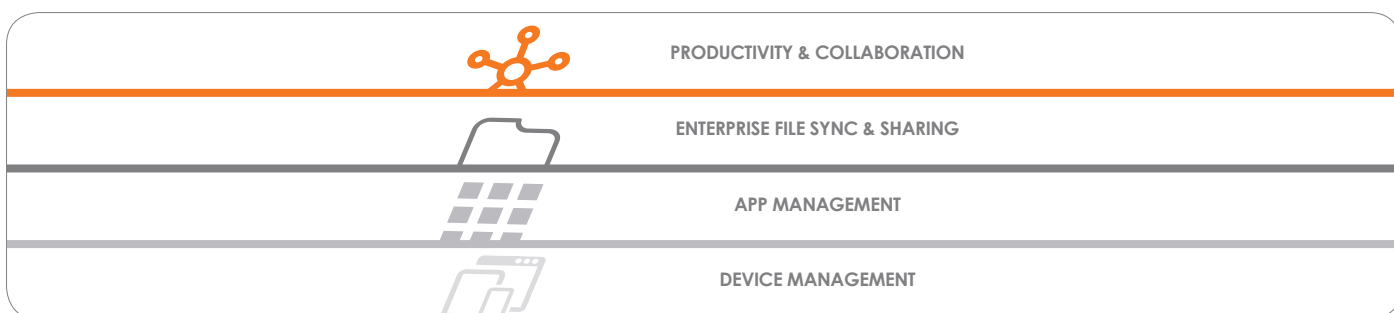 PRODUCTIVITY & COLLABORATION
ENTERPRISE FILE SYNC & SHARING
APP MANAGEMENT
DEVICE MANAGEMENT